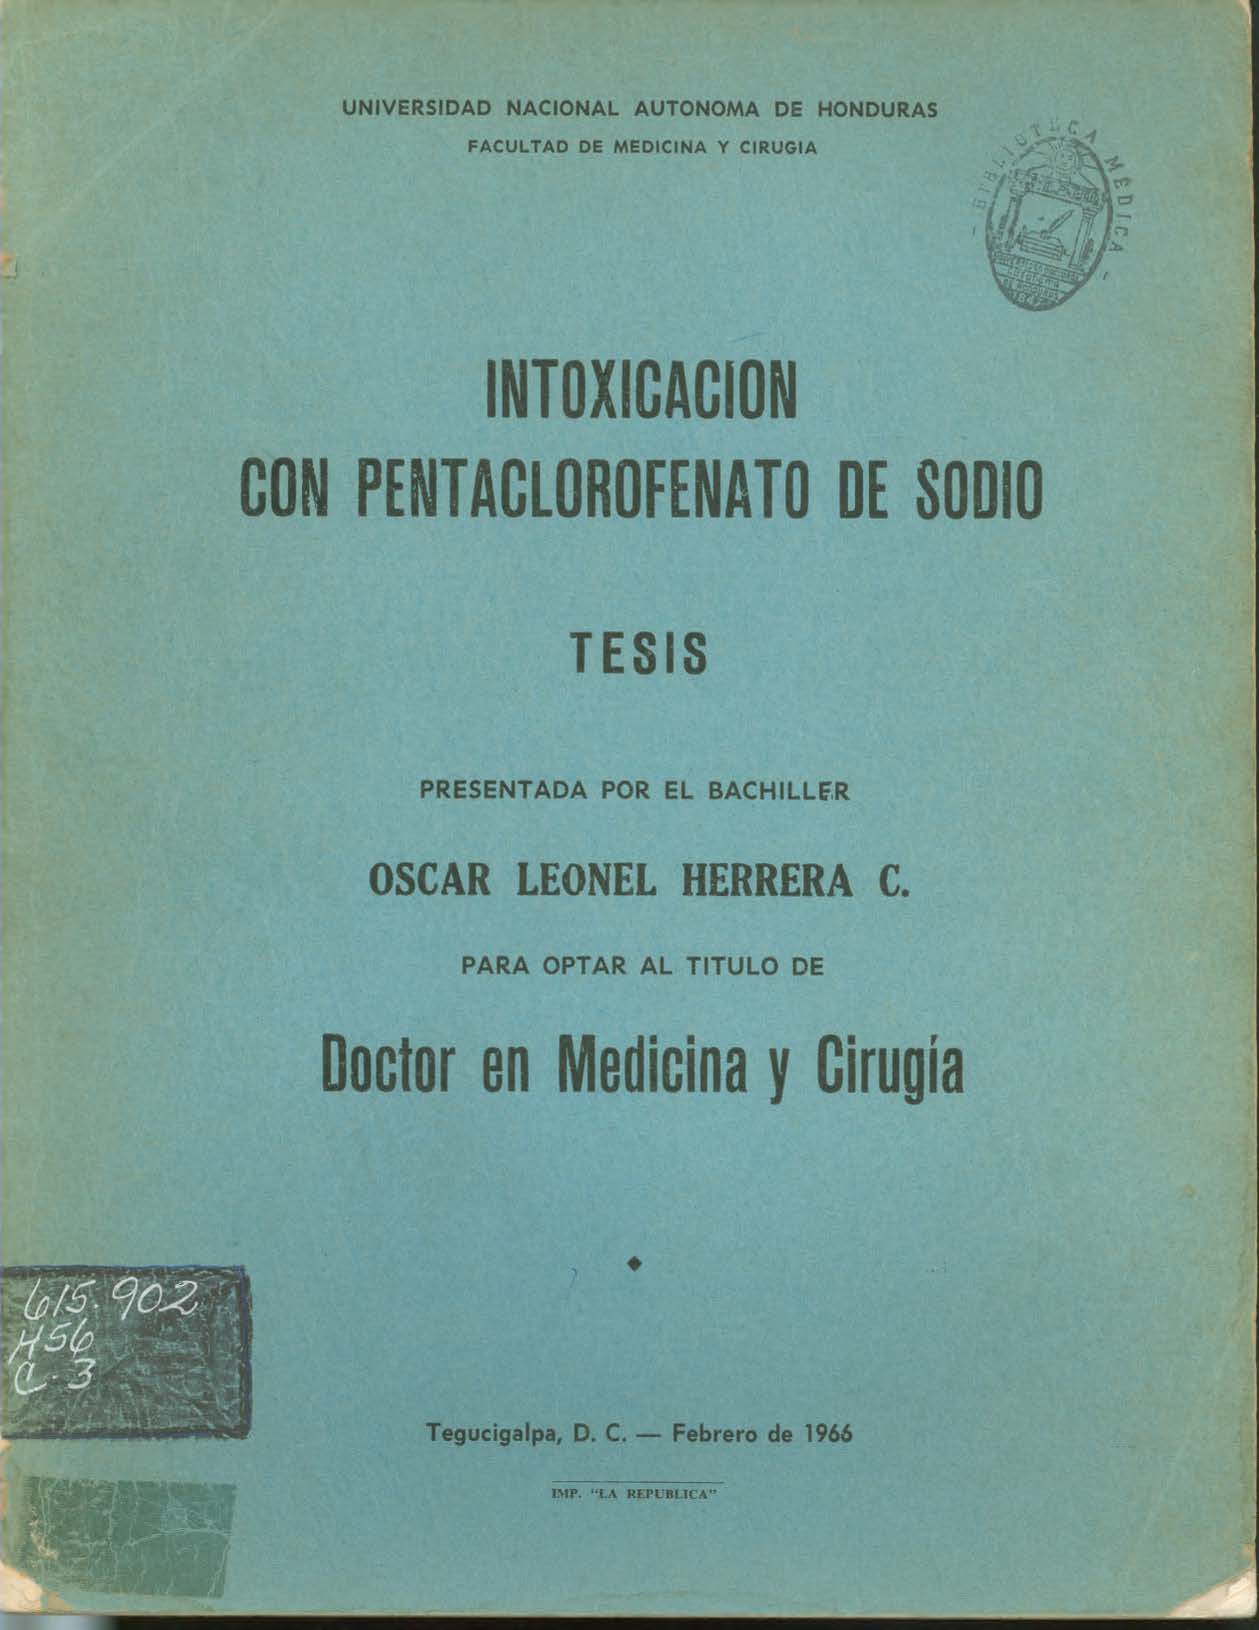 UNIVERSIDAD NACIONAL AUTONOMA DE HONDURAS
FACULTAD DE MEDICINA Y CIRUGIA
- BIBLIOTECA MEDICA -
INTOXICACION
CON PENTACLOROFENATO DE SODIO
TESIS
PRESENTADA POR EL BACHILLER
OSCAR LEONEL HERRERA C.
PARA OPTAR AL TITULO DE
Doctor en Medicina y Cirugía
615.902
H56
C.3
Tegucigalpa, D. C. — Febrero de 1966
IMP. "LA REPUBLICA"